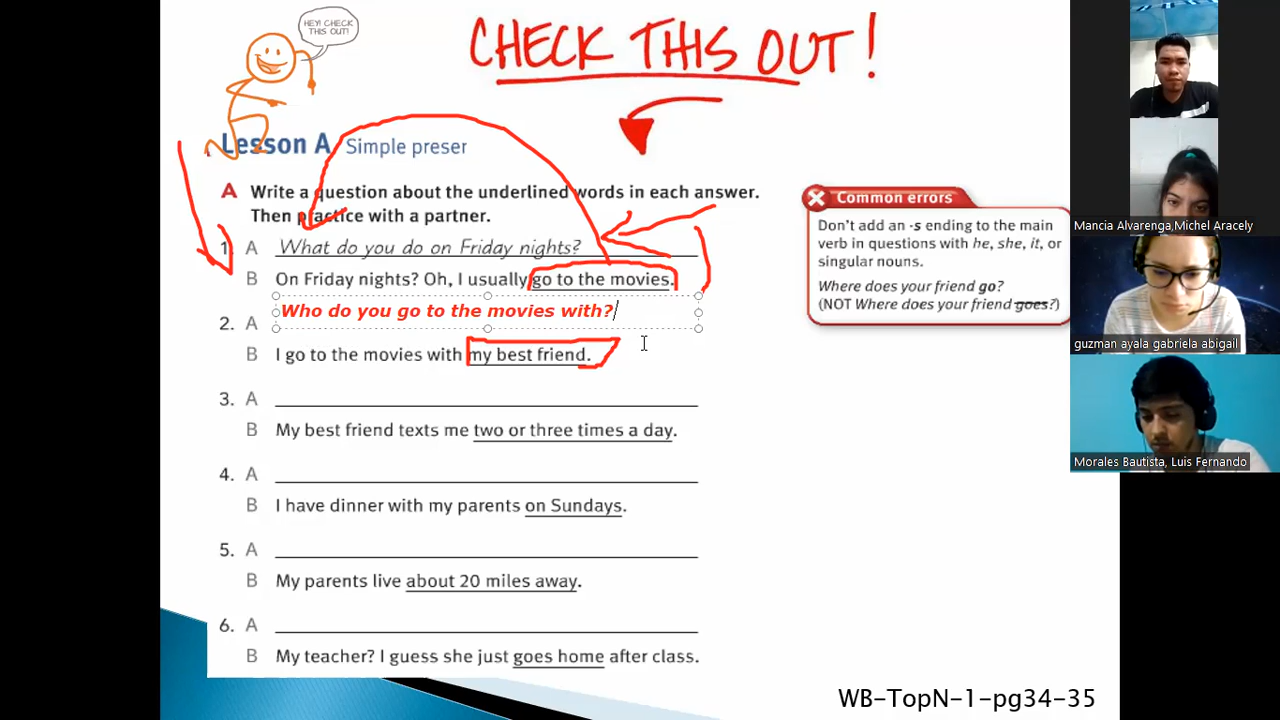 HEY! CHECK
THIS OUT!
CHECK THIS OUT!
Lesson A Simple preser
A Write a question about the underlined words in each answer.
Then practice with a partner.
1. A What do you do on Friday nights?
B On Friday nights? Oh, I usually go to the movies.
2. A Who do you go to the movies with?
B I go to the movies with my best friend.
3. A
B My best friend texts me two or three times a day.
4. A
B I have dinner with my parents on Sundays.
5. A
B My parents live about 20 miles away.
6. A
B My teacher? I guess she just goes home after class.
Common errors
Don't add an -s ending to the main
verb in questions with he, she, it, or
singular nouns.
Where does your friend go?
(NOT Where does your friend goes?)
Mancia Alvarenga,Michel Aracely
guzman ayala gabriela abigail
Morales Bautista, Luis Fernando
WB-TopN-1-pg34-35